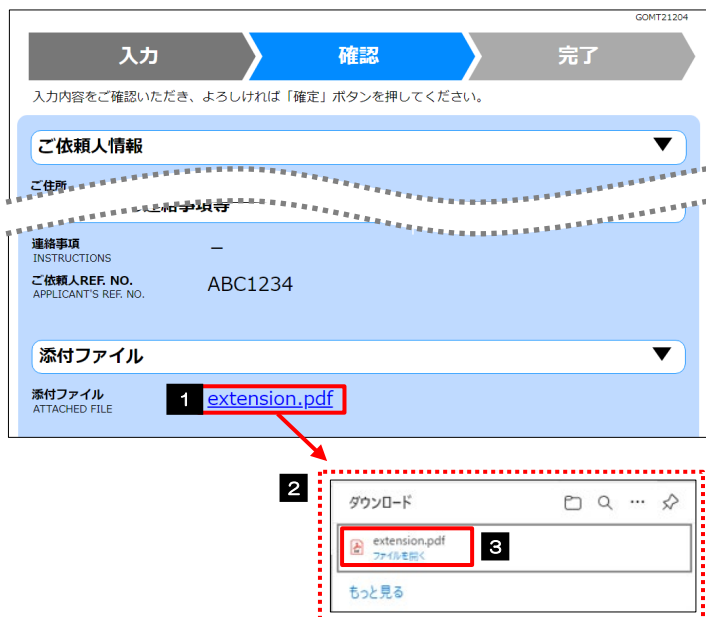 GOMT21204
入力
確認
完了
入力内容をご確認いただき、よろしければ「確定」ボタンを押してください。
ご依頼人情報 ▼
ご住所
連絡事項等
連絡事項 －
INSTRUCTIONS
ご依頼人REF. NO. ABC1234
APPLICANT'S REF. NO.
添付ファイル ▼
添付ファイル 1 extension.pdf
ATTACHED FILE
2
ダウンロード …
extension.pdf 3
ファイルを開く
もっと見る